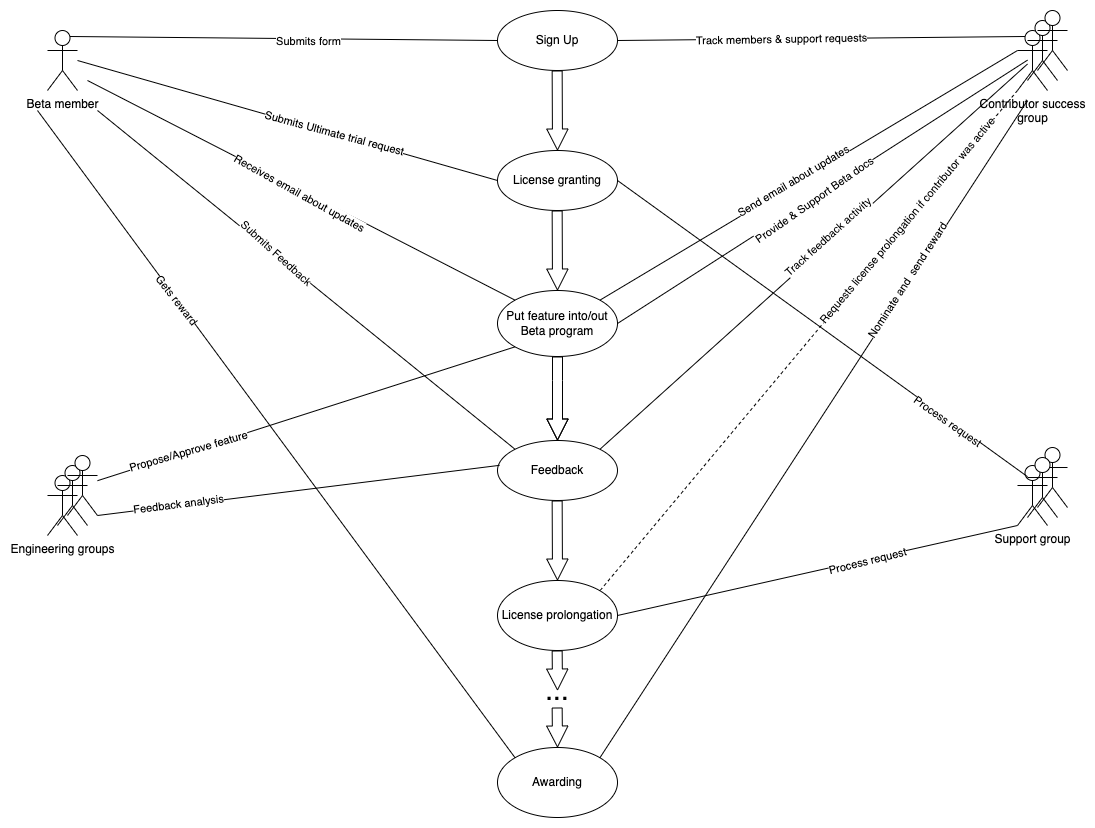 Sign Up
Submits form
Track members & support requests
Beta member
Contributor success
group
Submits Ultimate trial request
License granting
Receives email about updates
Send email about updates
Provide & Support Beta docs
Submits Feedback
Track feedback activity
Requests license prolongation if contributor was active
Gets reward
Nominate and  send reward
Put feature into/out
Beta program
Process request
Propose/Approve feature
Feedback
Feedback analysis
Engineering groups
Support group
Process request
License prolongation
...
Awarding